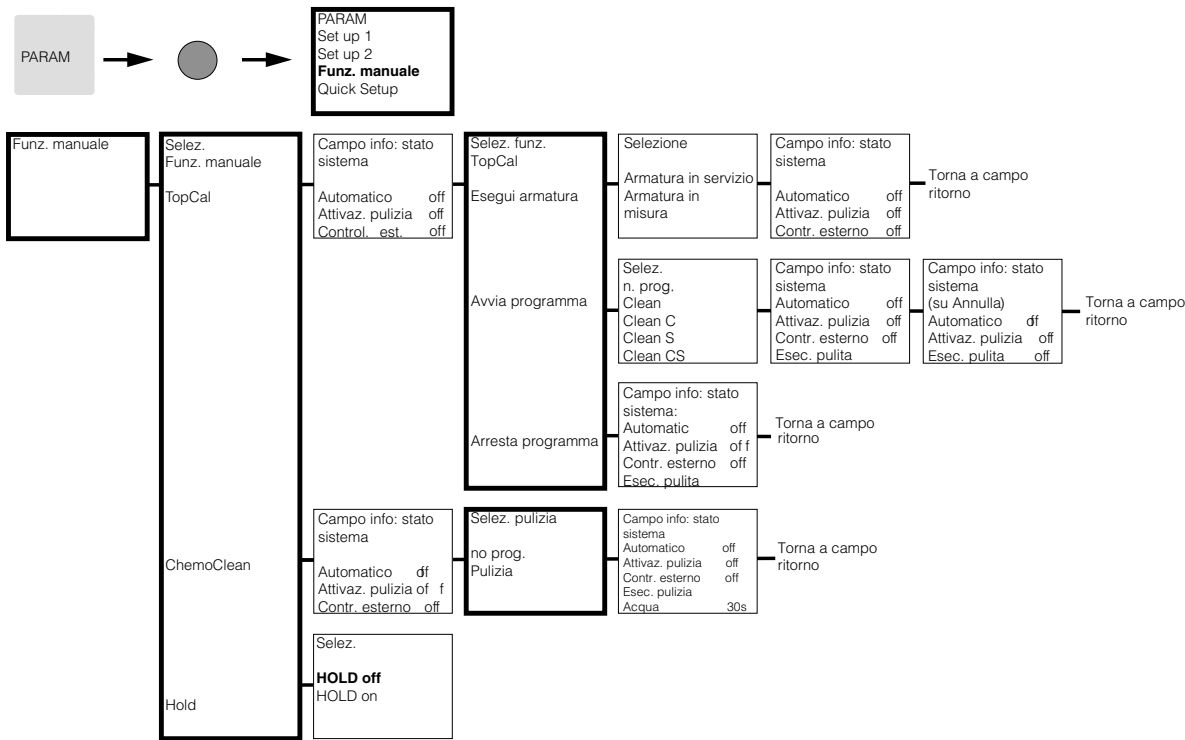 PARAM
PARAM
Set up 1
Set up 2
Funz. manuale
Quick Setup
Funz. manuale
Selez.
Funz. manuale
TopCal
ChemoClean
Hold
Campo info: stato
sistema
Automatico off
Attivaz. pulizia off
Control. est. off
Selez. funz.
TopCal
Esegui armatura
Avvia programma
Arresta programma
Selezione
Armatura in servizio
Armatura in
misura
Campo info: stato
sistema
Automatico off
Attivaz. pulizia off
Contr. esterno off
Torna a campo
ritorno
Selez.
n. prog.
Clean
Clean C
Clean S
Clean CS
Campo info: stato
sistema
Automatico off
Attivaz. pulizia off
Contr. esterno off
Esec. pulita
Campo info: stato
sistema
(su Annulla)
Automatico off
Attivaz. pulizia off
Esec. pulita off
Torna a campo
ritorno
Campo info: stato
sistema:
Automatic off
Attivaz. pulizia of f
Contr. esterno off
Esec. pulita
Torna a campo
ritorno
Campo info: stato
sistema
Automatico off
Attivaz. pulizia of f
Contr. esterno off
Selez. pulizia
no prog.
Pulizia
Campo info: stato
sistema
Automatico off
Attivaz. pulizia off
Contr. esterno off
Esec. pulizia
Acqua 30s
Torna a campo
ritorno
Selez.
HOLD off
HOLD on